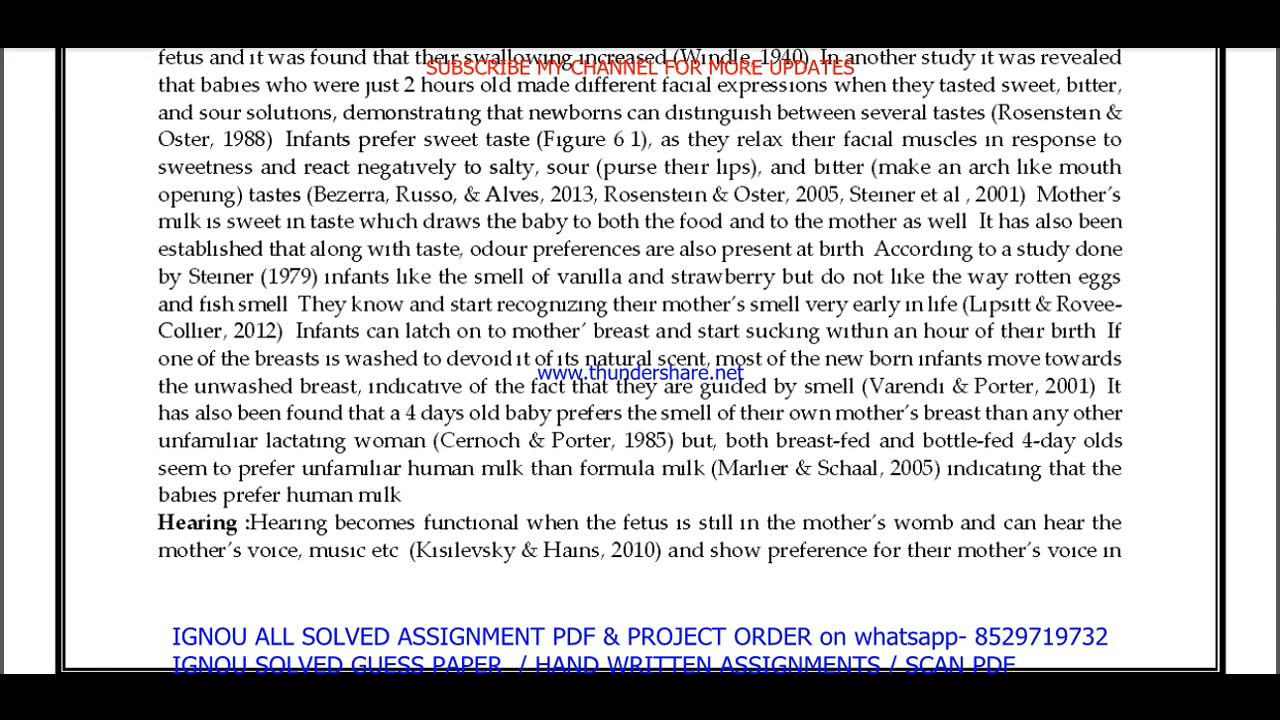 fetus and it was found that their swallowing increased (Windle, 1940). In another study it was revealed
SUBSCRIBE MY CHANNEL FOR MORE UPDATES
that babies who were just 2 hours old made different facial expressions when they tasted sweet, bitter,
and sour solutions, demonstrating that newborns can distinguish between several tastes (Rosenstein &
Oster, 1988) Infants prefer sweet taste (Figure 6 1), as they relax their facial muscles in response to
sweetness and react negatively to salty, sour (purse their lips), and bitter (make an arch like mouth
opening) tastes (Bezerra, Russo, & Alves, 2013, Rosenstein & Oster, 2005, Steiner et al , 2001) Mother's
milk is sweet in taste which draws the baby to both the food and to the mother as well It has also been
established that along with taste, odour preferences are also present at birth According to a study done
by Steiner (1979) infants like the smell of vanilla and strawberry but do not like the way rotten eggs
and fish smell They know and start recognizing their mother's smell very early in life (Lipsitt & Rovee-
Collier, 2012) Infants can latch on to mother' breast and start sucking within an hour of their birth If
one of the breasts is washed to devoid it of its natural scent, most of the new born infants move towards
www.thundershare.net
the unwashed breast, indicative of the fact that they are guided by smell (Varendi & Porter, 2001) It
has also been found that a 4 days old baby prefers the smell of their own mother's breast than any other
unfamiliar lactating woman (Cernoch & Porter, 1985) but, both breast-fed and bottle-fed 4-day olds
seem to prefer unfamiliar human milk than formula milk (Marlier & Schaal, 2005) indicating that the
babies prefer human milk
Hearing :Hearing becomes functional when the fetus is still in the mother's womb and can hear the
mother's voice, music etc (Kisilevsky & Hains, 2010) and show preference for their mother's voice in
IGNOU ALL SOLVED ASSIGNMENT PDF & PROJECT ORDER on whatsapp- 8529719732
IGNOU SOLVED GUESS PAPER / HAND WRITTEN ASSIGNMENTS / SCAN PDF